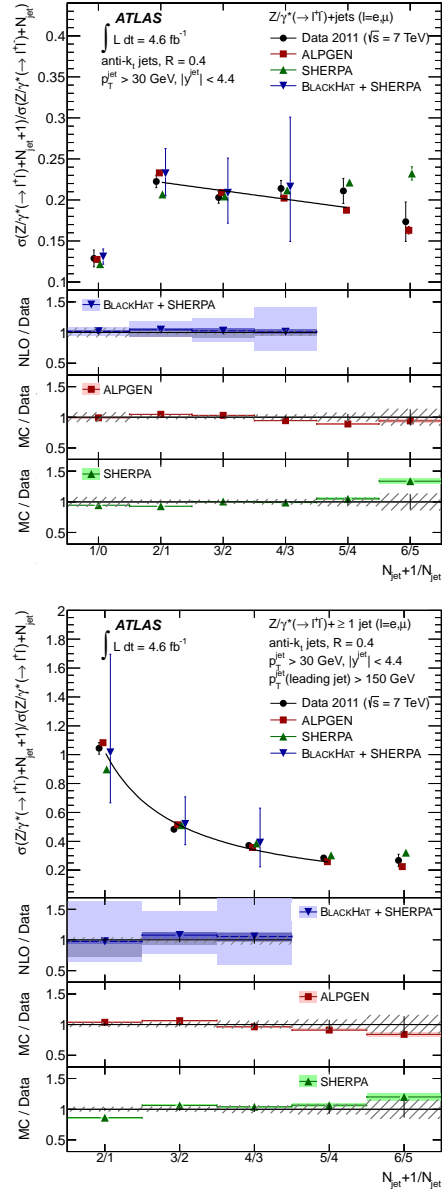 ATLAS
∫ L dt = 4.6 fb⁻¹
anti-kₜ jets, R = 0.4
p_T^jet > 30 GeV, |y^jet| < 4.4
Z/γ*(→ l⁺l⁻)+jets (l=e,μ)
Data 2011 (√s = 7 TeV)
ALPGEN
SHERPA
BLACKHAT + SHERPA
σ(Z/γ*(→ l⁺l⁻)+N_jet +1)/σ(Z/γ*(→ l⁺l⁻)+N_jet)
0.4
0.35
0.3
0.25
0.2
0.15
0.1
NLO / Data
1.5
1
0.5
BLACKHAT + SHERPA
MC / Data
1.5
1
0.5
ALPGEN
MC / Data
1.5
1
0.5
SHERPA
1/0 2/1 3/2 4/3 5/4 6/5
N_jet+1/N_jet
ATLAS
∫ L dt = 4.6 fb⁻¹
Z/γ*(→ l⁺l⁻)+ ≥ 1 jet (l=e,μ)
anti-kₜ jets, R = 0.4
p_T^jet > 30 GeV, |y^jet| < 4.4
p_T^jet (leading jet) > 150 GeV
Data 2011 (√s = 7 TeV)
ALPGEN
SHERPA
BLACKHAT + SHERPA
σ(Z/γ*(→ l⁺l⁻)+N_jet +1)/σ(Z/γ*(→ l⁺l⁻)+N_jet)
2
1.8
1.6
1.4
1.2
1
0.8
0.6
0.4
0.2
NLO / Data
1.5
1
0.5
BLACKHAT + SHERPA
MC / Data
1.5
1
0.5
ALPGEN
MC / Data
1.5
1
0.5
SHERPA
2/1 3/2 4/3 5/4 6/5
N_jet+1/N_jet